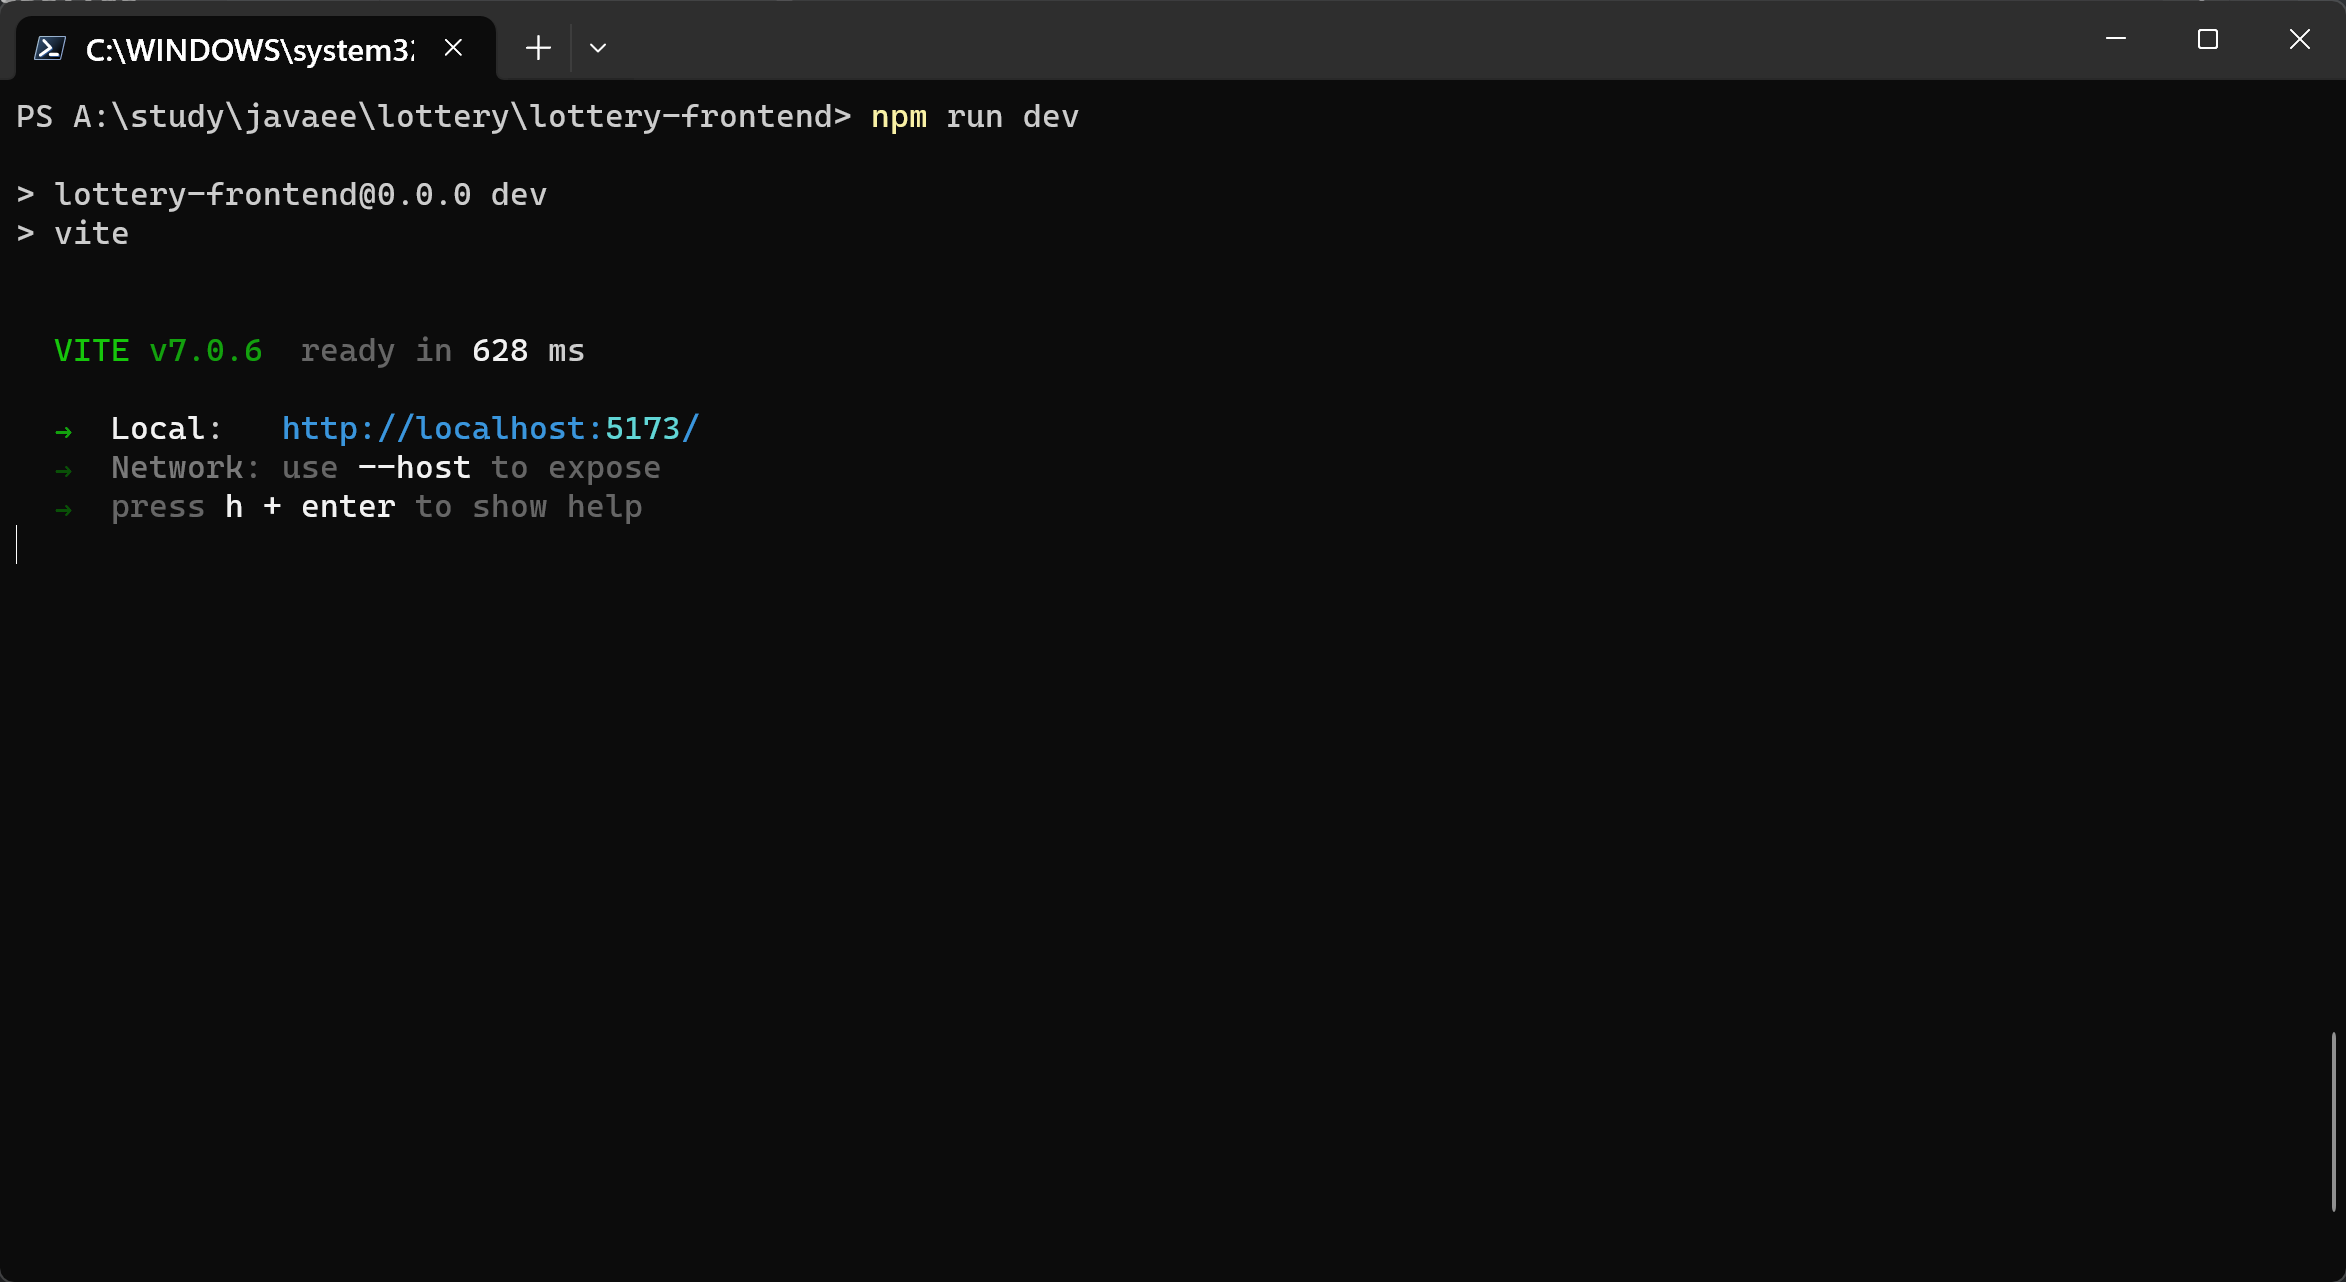 C:\WINDOWS\system32
PS A:\study\javaee\lottery\lottery-frontend> npm run dev
> lottery-frontend@0.0.0 dev
> vite
VITE v7.0.6  ready in 628 ms
➜  Local:   http://localhost:5173/
➜  Network: use --host to expose
➜  press h + enter to show help